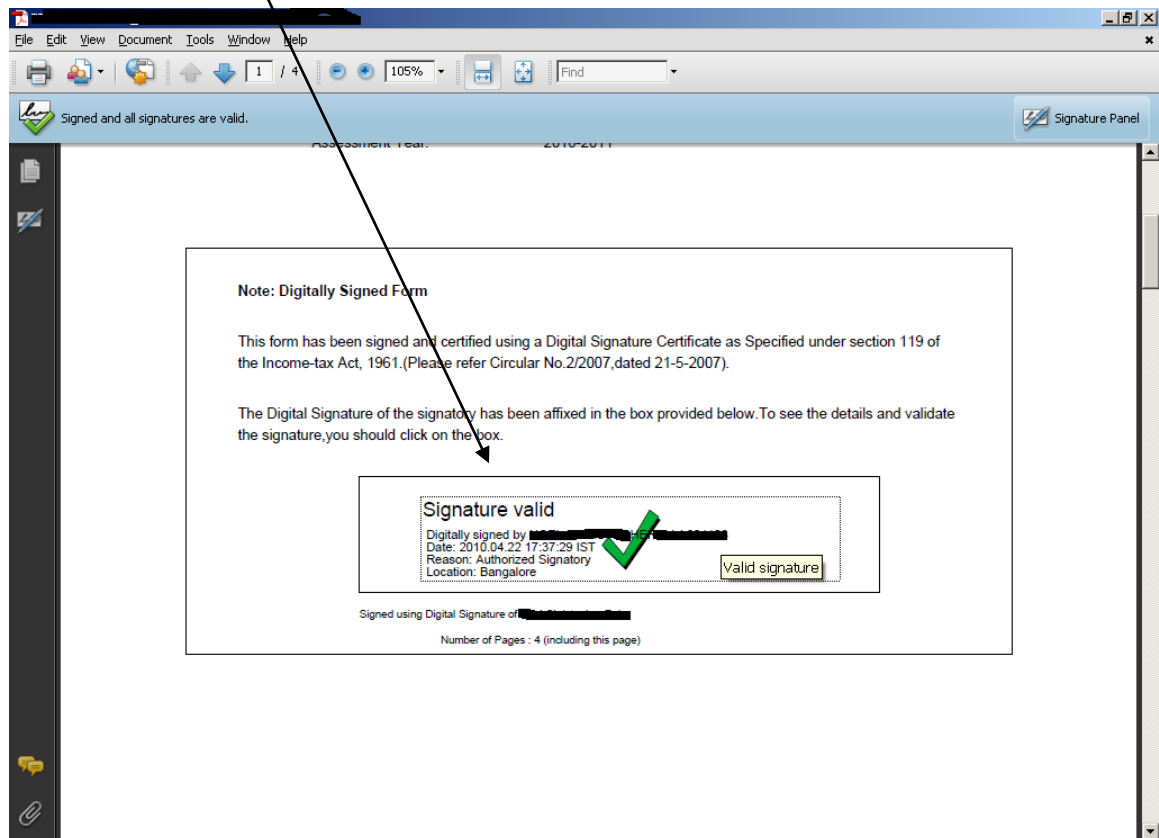 File Edit View Document Tools Window Help
1 / 4 105% Find
Signed and all signatures are valid. Signature Panel
Assessment Year: 2010-2011
Note: Digitally Signed Form
This form has been signed and certified using a Digital Signature Certificate as Specified under section 119 of
the Income-tax Act, 1961.(Please refer Circular No.2/2007,dated 21-5-2007).
The Digital Signature of the signatory has been affixed in the box provided below.To see the details and validate
the signature,you should click on the box.
Signature valid
Digitally signed by
Date: 2010.04.22 17:37:29 IST
Reason: Authorized Signatory
Location: Bangalore
Valid signature
Signed using Digital Signature of
Number of Pages : 4 (including this page)